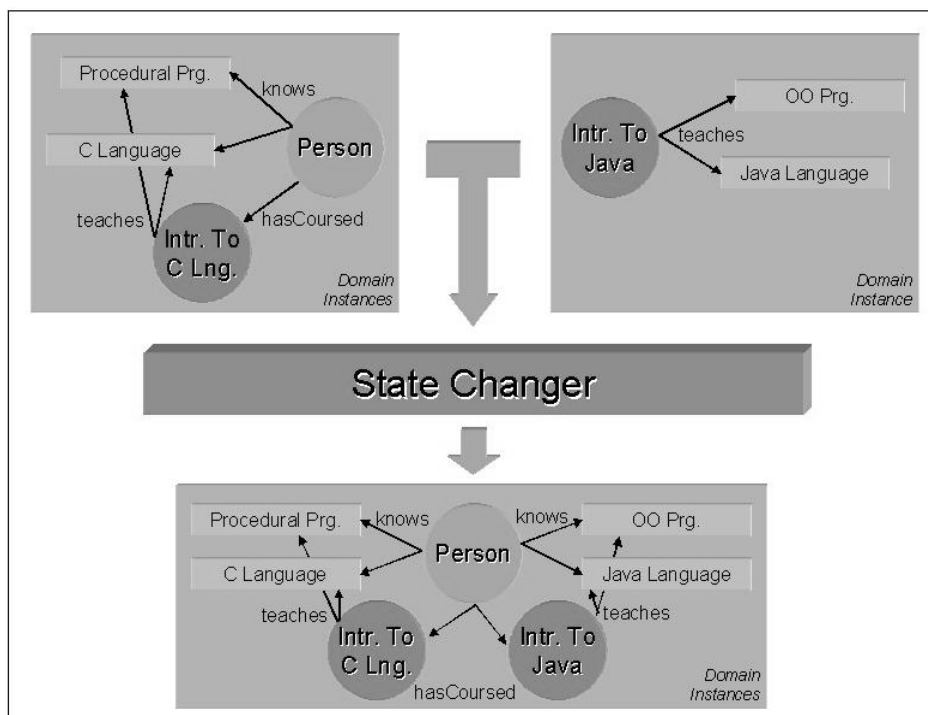 Procedural Prg.
knows
C Language
Person
teaches
hasCoursed
Intr. To
C Lng.
Domain
Instances
OO Prg.
Intr. To
Java
teaches
Java Language
Domain
Instance
State Changer
Procedural Prg.
knows
knows
OO Prg.
Person
C Language
Java Language
teaches
teaches
Intr. To
C Lng.
Intr. To
Java
hasCoursed
Domain
Instances